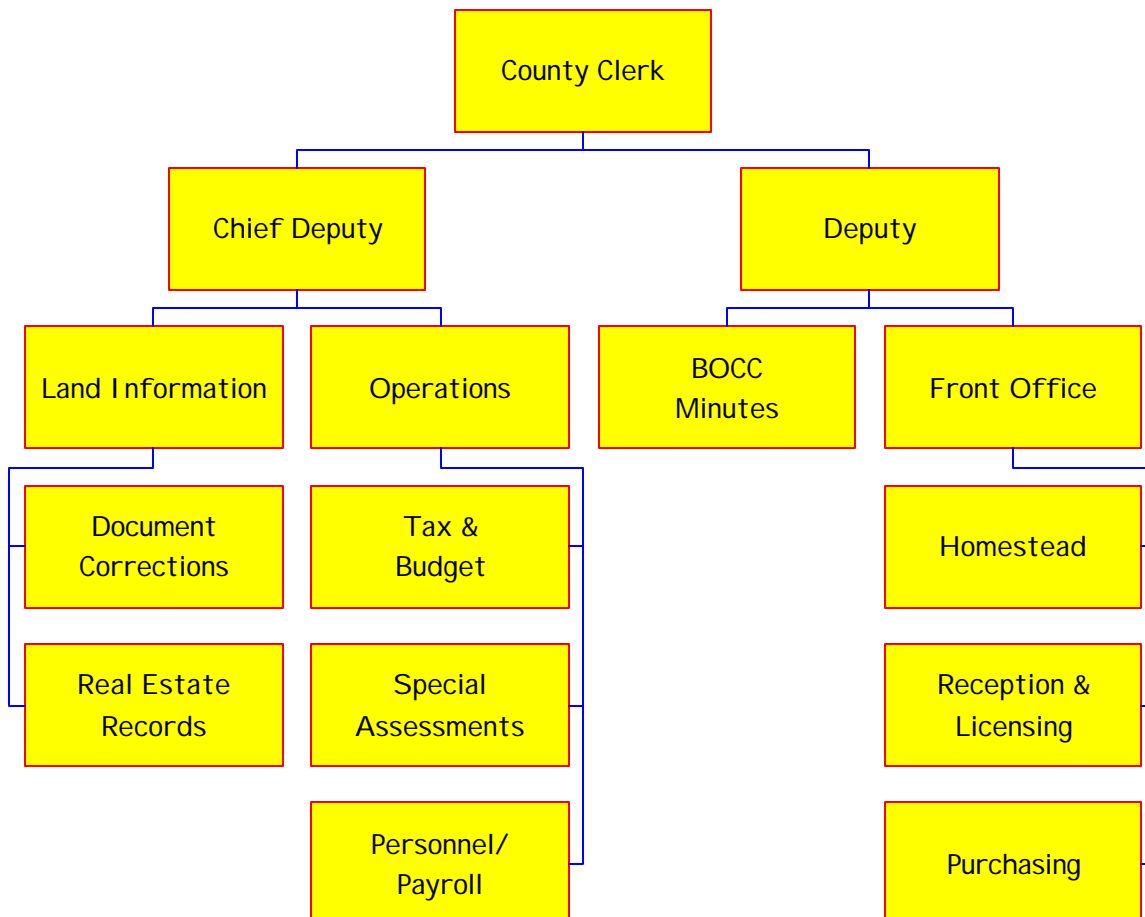 County Clerk
Chief Deputy
Deputy
Land Information
Operations
BOCC
Minutes
Front Office
Document
Corrections
Tax &
Budget
Homestead
Real Estate
Records
Special
Assessments
Reception &
Licensing
Personnel/
Payroll
Purchasing